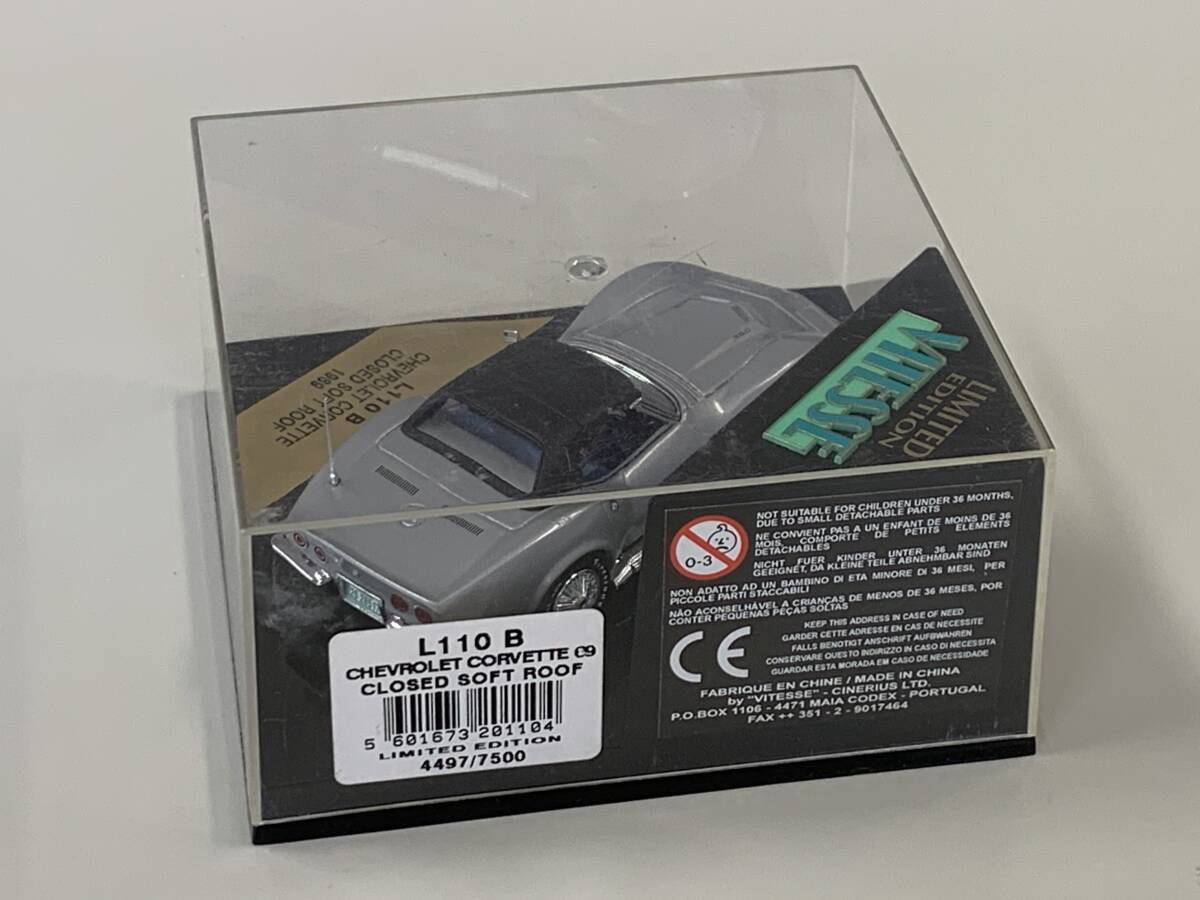 L110 B
CHEVROLET CORVETTE
CLOSED SOFT ROOF
1969
LIMITED
EDITION
VITESSE
L110 B
CHEVROLET CORVETTE 69
CLOSED SOFT ROOF
5 601673 201104
LIMITED EDITION
4497/7500
0-3
NOT SUITABLE FOR CHILDREN UNDER 36 MONTHS,
DUE TO SMALL DETACHABLE PARTS
NE CONVIENT PAS A UN ENFANT DE MOINS DE 36
MOIS, COMPORTE DE PETITS ELEMENTS
DETACHABLES
NICHT FUER KINDER UNTER 36 MONATEN
GEEIGNET, DA KLEINE TEILE ABNEHMBAR SIND
NON ADATTO AD UN BAMBINO DI ETA MINORE DI 36 MESI, PER
PICCOLE PARTI STACCABILI
NÃO ACONSELHÁVEL A CRIANÇAS DE MENOS DE 36 MESES, POR
CONTER PEQUENAS PEÇAS SOLTAS
CE
KEEP THIS ADDRESS IN CASE OF NEED
GARDER CETTE ADRESSE EN CAS DE NECESSITE
FALLS BENOTIGT ANSCHRIFT AUFBWAHREN
CONSERVARE QUESTO INDIRIZZO IN CASO DI NECESSITA
GUARDAR ESTA MORADA EM CASO DE NECESSIDADE
FABRIQUE EN CHINE / MADE IN CHINA
by "VITESSE" - CINERIUS LTD.
P.O.BOX 1106 - 4471 MAIA CODEX - PORTUGAL
FAX ++ 351 - 2 - 9017464